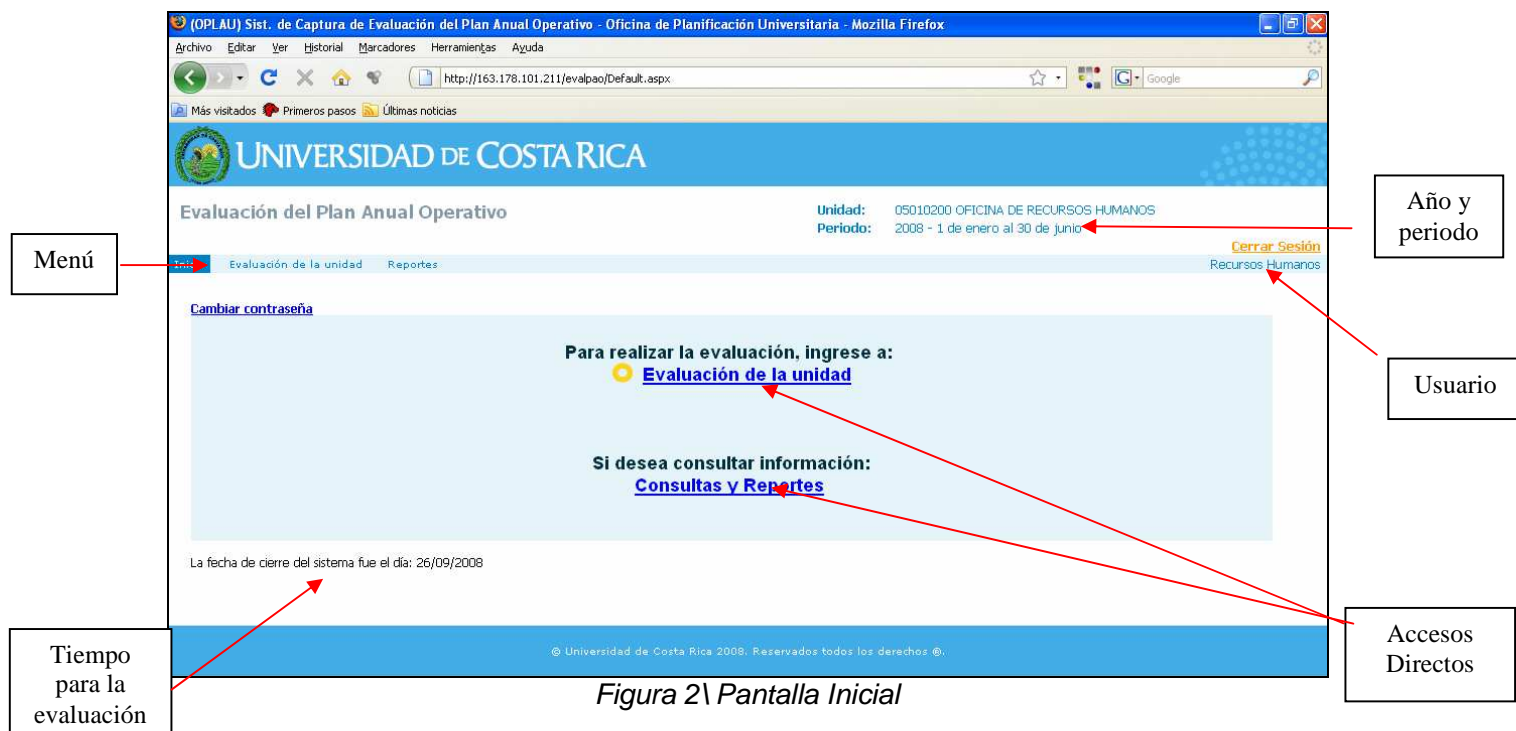 (OPLAU) Sist. de Captura de Evaluación del Plan Anual Operativo - Oficina de Planificación Universitaria - Mozilla Firefox
Archivo Editar Ver Historial Marcadores Herramientas Ayuda
http://163.178.101.211/evalpao/Default.aspx
G Google
Más visitados Primeros pasos Últimas noticias
UNIVERSIDAD DE COSTA RICA
Evaluación del Plan Anual Operativo
Unidad: 05010200 OFICINA DE RECURSOS HUMANOS
Periodo: 2008 - 1 de enero al 30 de junio
Año y
periodo
Cerrar Sesión
Menú
Inicio Evaluación de la unidad Reportes
Recursos Humanos
Cambiar contraseña
Para realizar la evaluación, ingrese a:
Evaluación de la unidad
Usuario
Si desea consultar información:
Consultas y Reportes
La fecha de cierre del sistema fue el día: 26/09/2008
Accesos
Directos
Tiempo
para la
evaluación
© Universidad de Costa Rica 2008. Reservados todos los derechos ®.
Figura 2\ Pantalla Inicial